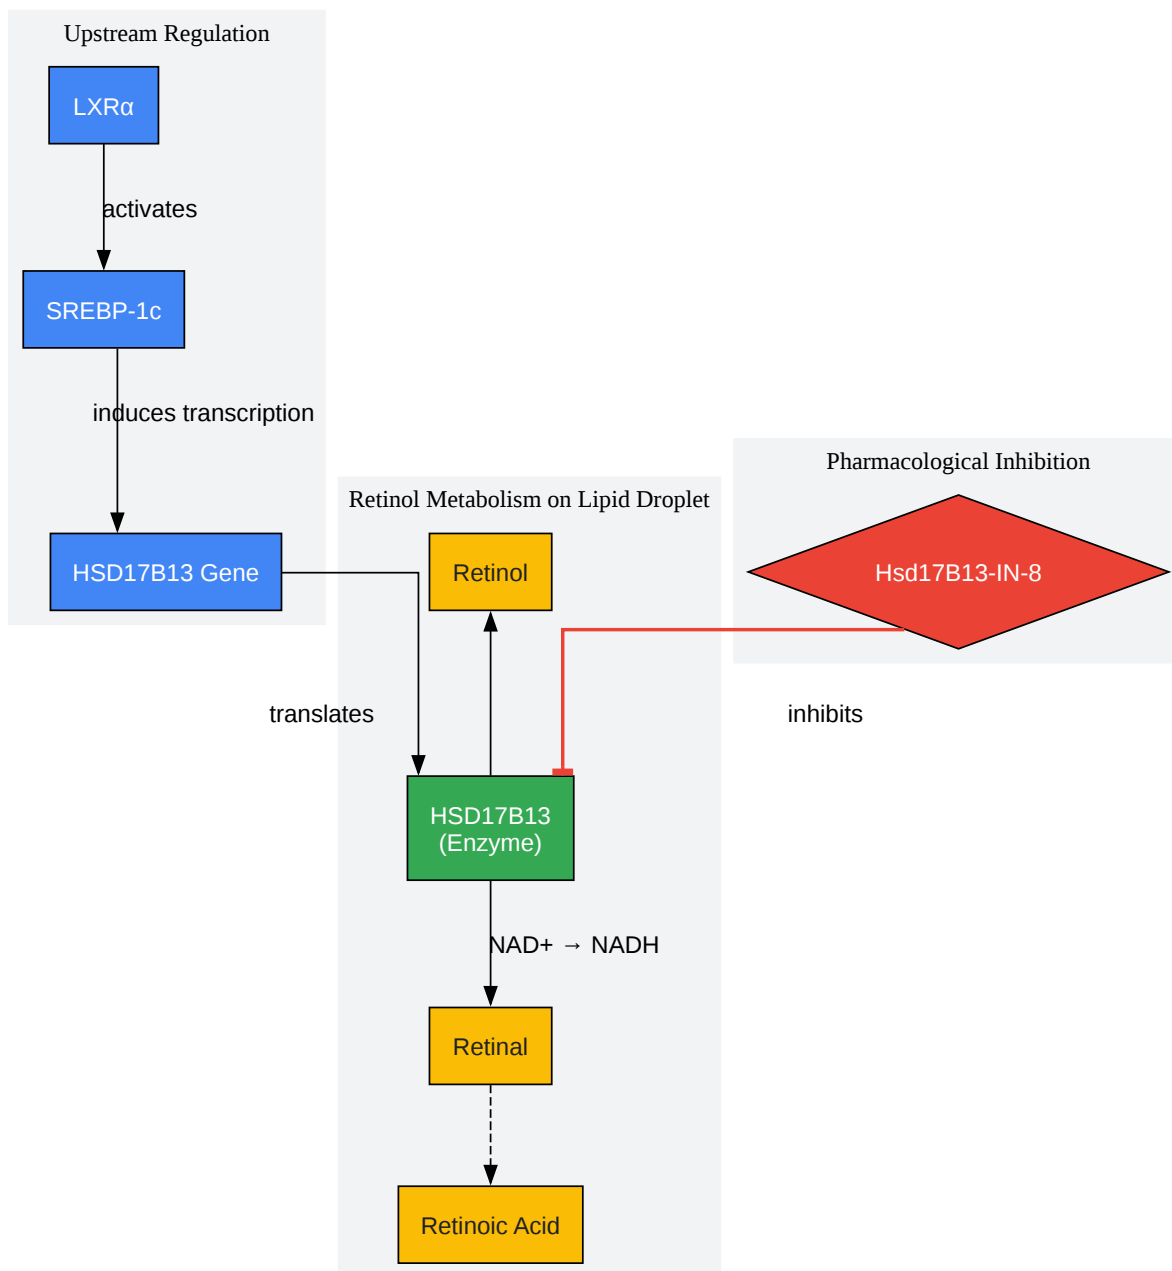 Upstream Regulation
LXRα
activates
SREBP-1c
induces transcription
HSD17B13 Gene
Retinol Metabolism on Lipid Droplet
Retinol
translates
HSD17B13
(Enzyme)
NAD+ → NADH
Retinal
Retinoic Acid
Pharmacological Inhibition
Hsd17B13-IN-8
inhibits